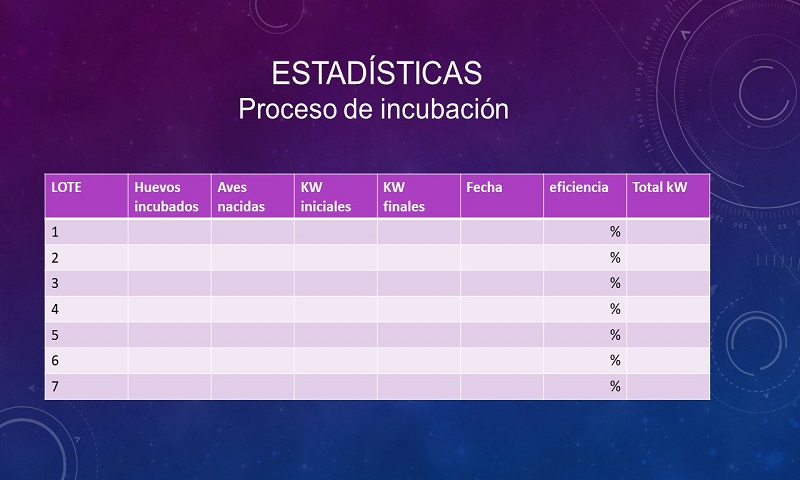 ESTADÍSTICAS
Proceso de incubación
LOTE Huevos incubados Aves nacidas KW iniciales KW finales Fecha eficiencia Total kW
1 %
2 %
3 %
4 %
5 %
6 %
7 %